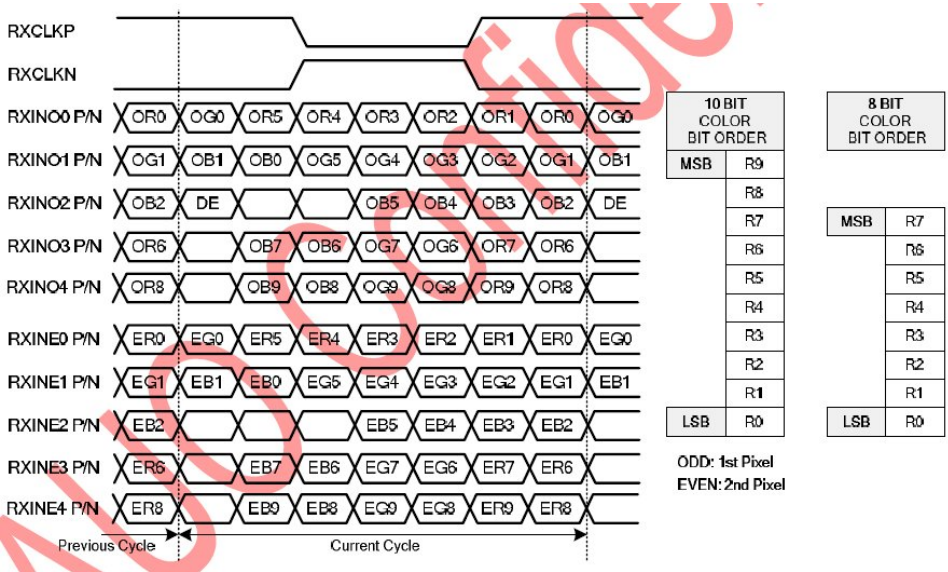 RXCLKP
RXCLKN
RXINO0 P/N OR0 OG0 OR5 OR4 OR3 OR2 OR1 OR0 OG0
RXINO1 P/N OG1 OB1 OB0 OG5 OG4 OG3 OG2 OG1 OB1
RXINO2 P/N OB2 DE OB5 OB4 OB3 OB2 DE
RXINO3 P/N OR6 OB7 OB6 OG7 OG6 OR7 OR6
RXINO4 P/N OR8 OB9 OB8 OG9 OG8 OR9 OR8
RXINE0 P/N ER0 EG0 ER5 ER4 ER3 ER2 ER1 ER0 EG0
RXINE1 P/N EG1 EB1 EB0 EG5 EG4 EG3 EG2 EG1 EB1
RXINE2 P/N EB2 EB5 EB4 EB3 EB2
RXINE3 P/N ER6 EB7 EB6 EG7 EG6 ER7 ER6
RXINE4 P/N ER8 EB9 EB8 EG9 EG8 ER9 ER8
Previous Cycle Current Cycle
10 BIT
COLOR
BIT ORDER
MSB R9
R8
R7
R6
R5
R4
R3
R2
R1
LSB R0
8 BIT
COLOR
BIT ORDER
MSB R7
R6
R5
R4
R3
R2
R1
LSB R0
ODD: 1st Pixel
EVEN: 2nd Pixel
AUO Confide